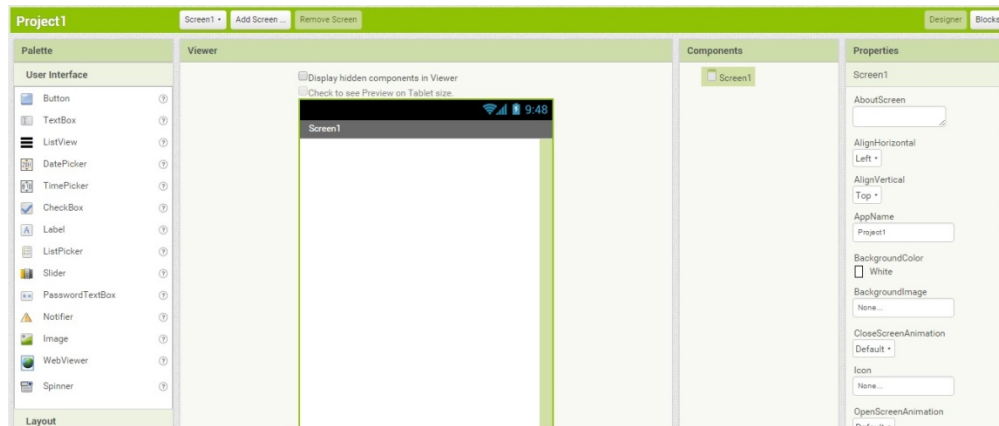 Project1
Screen1
Add Screen ...
Remove Screen
Designer
Blocks
Palette
User Interface
Button
TextBox
ListView
DatePicker
TimePicker
CheckBox
Label
ListPicker
Slider
PasswordTextBox
Notifier
Image
WebViewer
Spinner
Layout
Viewer
Display hidden components in Viewer
Check to see Preview on Tablet size.
9:48
Screen1
Components
Screen1
Properties
Screen1
AboutScreen
AlignHorizontal
Left
AlignVertical
Top
AppName
Project1
BackgroundColor
White
BackgroundImage
None...
CloseScreenAnimation
Default
Icon
None...
OpenScreenAnimation
Default